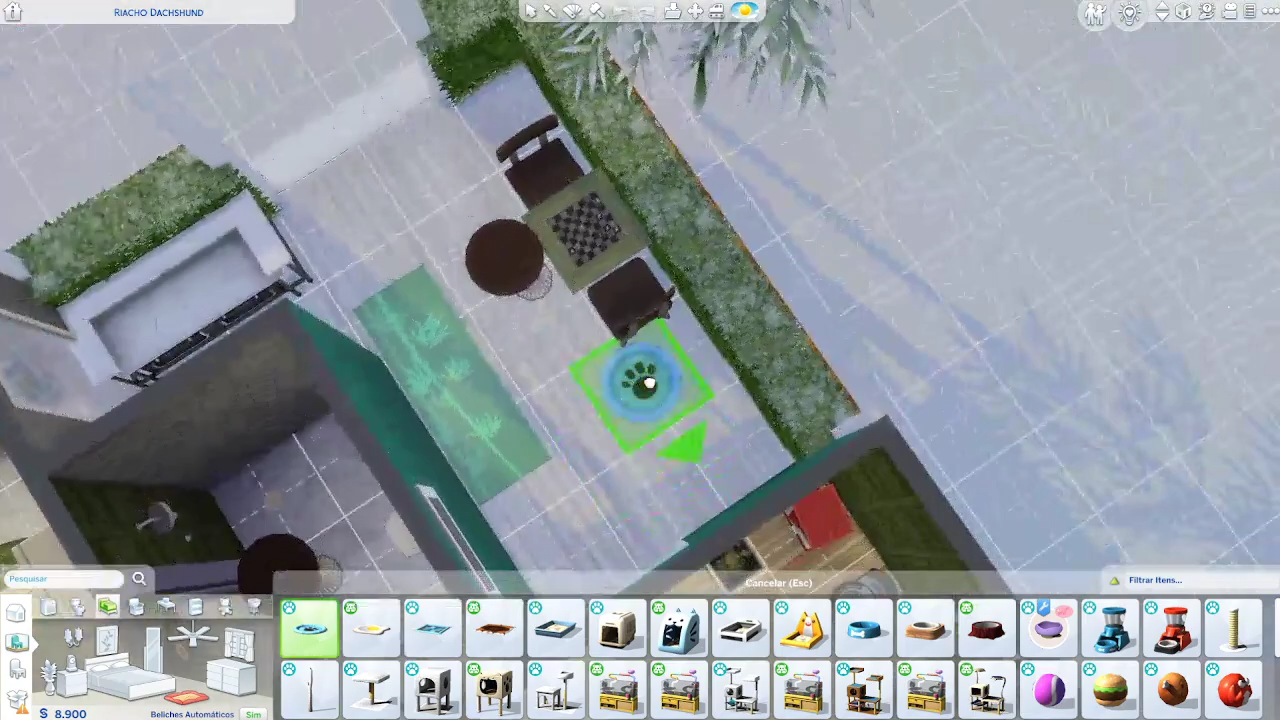 RIACHO DACHSHUND
Cancelar (Esc)
Pesquisar
Filtrar Itens...
$ 8.900
Beliches Automáticos
Sim